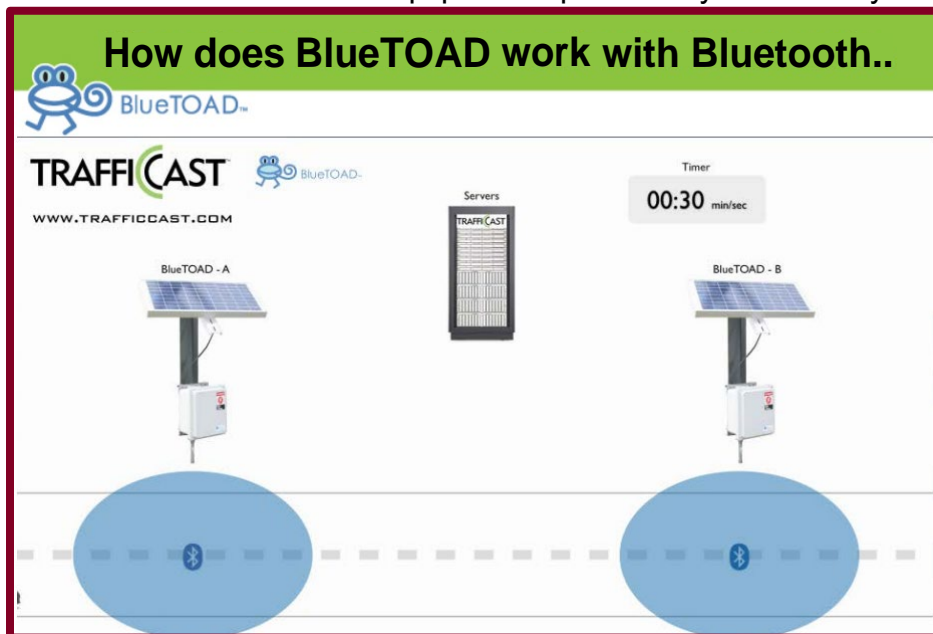 How does BlueTOAD work with Bluetooth..
BlueTOAD™
TRAFFICAST
BlueTOAD™
WWW.TRAFFICCAST.COM
Timer
00:30 min/sec
Servers
TRAFFICAST
BlueTOAD - A
BlueTOAD - B